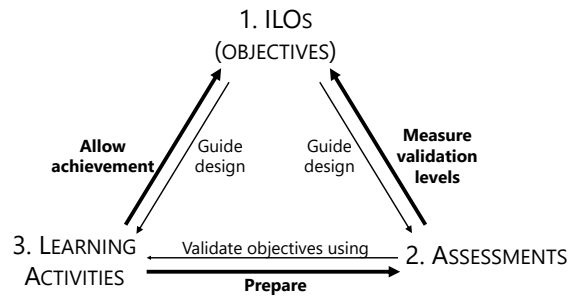 1. ILOS
(OBJECTIVES)
Allow
achievement
Guide
design
Guide
design
Measure
validation
levels
3. LEARNING
ACTIVITIES
Validate objectives using
2. ASSESSMENTS
Prepare